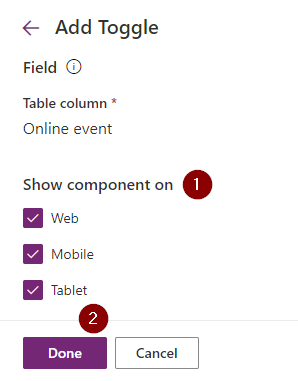 Add Toggle
Field
Table column *
Online event
Show component on 1
Web
Mobile
Tablet
2
Done Cancel